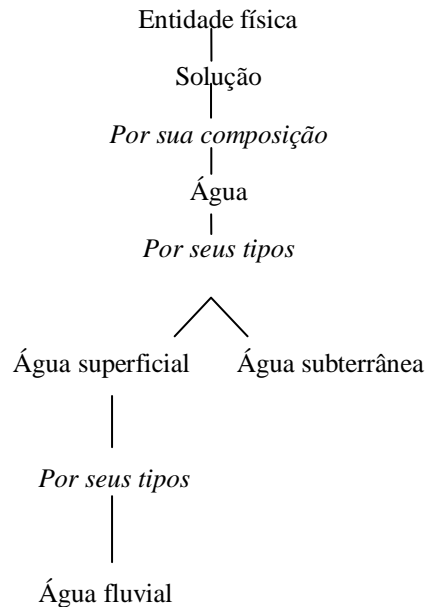 Entidade física
Solução
Por sua composição
Água
Por seus tipos
Água superficial Água subterrânea
Por seus tipos
Água fluvial